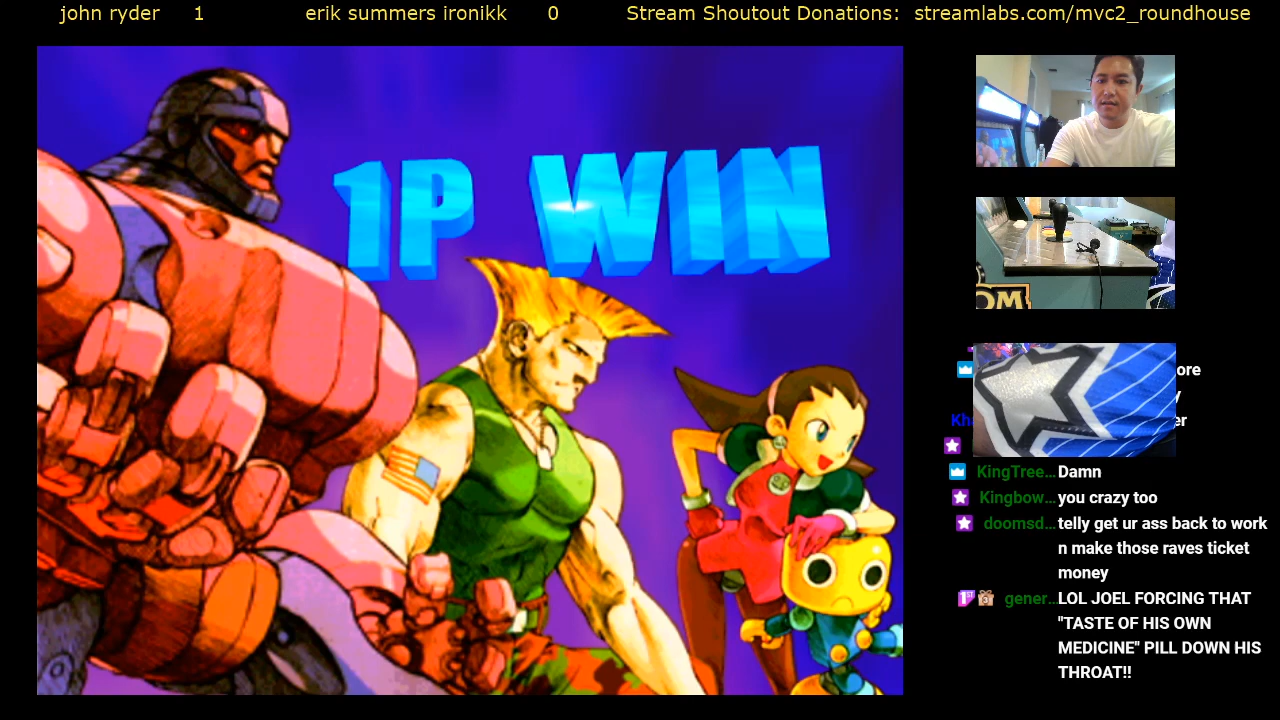 john ryder 1 erik summers ironikk 0 Stream Shoutout Donations: streamlabs.com/mvc2_roundhouse
1P WIN
OM
ore
y
Kh er
KingTree… Damn
Kingbow… you crazy too
doomsd… telly get ur ass back to work
n make those raves ticket
money
gener… LOL JOEL FORCING THAT
"TASTE OF HIS OWN
MEDICINE" PILL DOWN HIS
THROAT!!